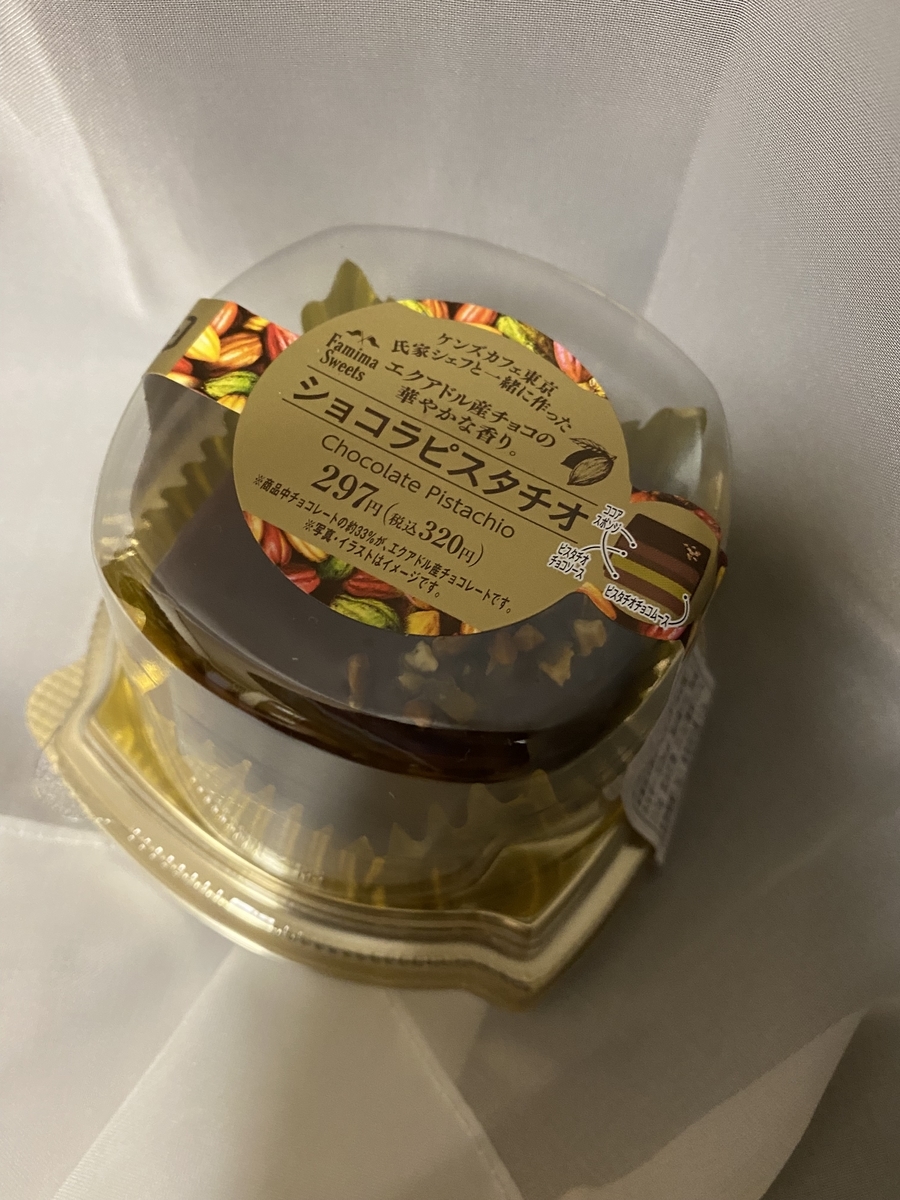 Famima
Sweets
ケンズカフェ東京
氏家シェフと一緒に作った
エクアドル産チョコの
華やかな香り。
ショコラピスタチオ
Chocolate Pistachio
297円(税込320円)
※商品中チョコレートの約33%が、エクアドル産チョコレートです。
※写真・イラストはイメージです。
ココア
スポンジ
ピスタチオ
チョコソース
ピスタチオチョコムース